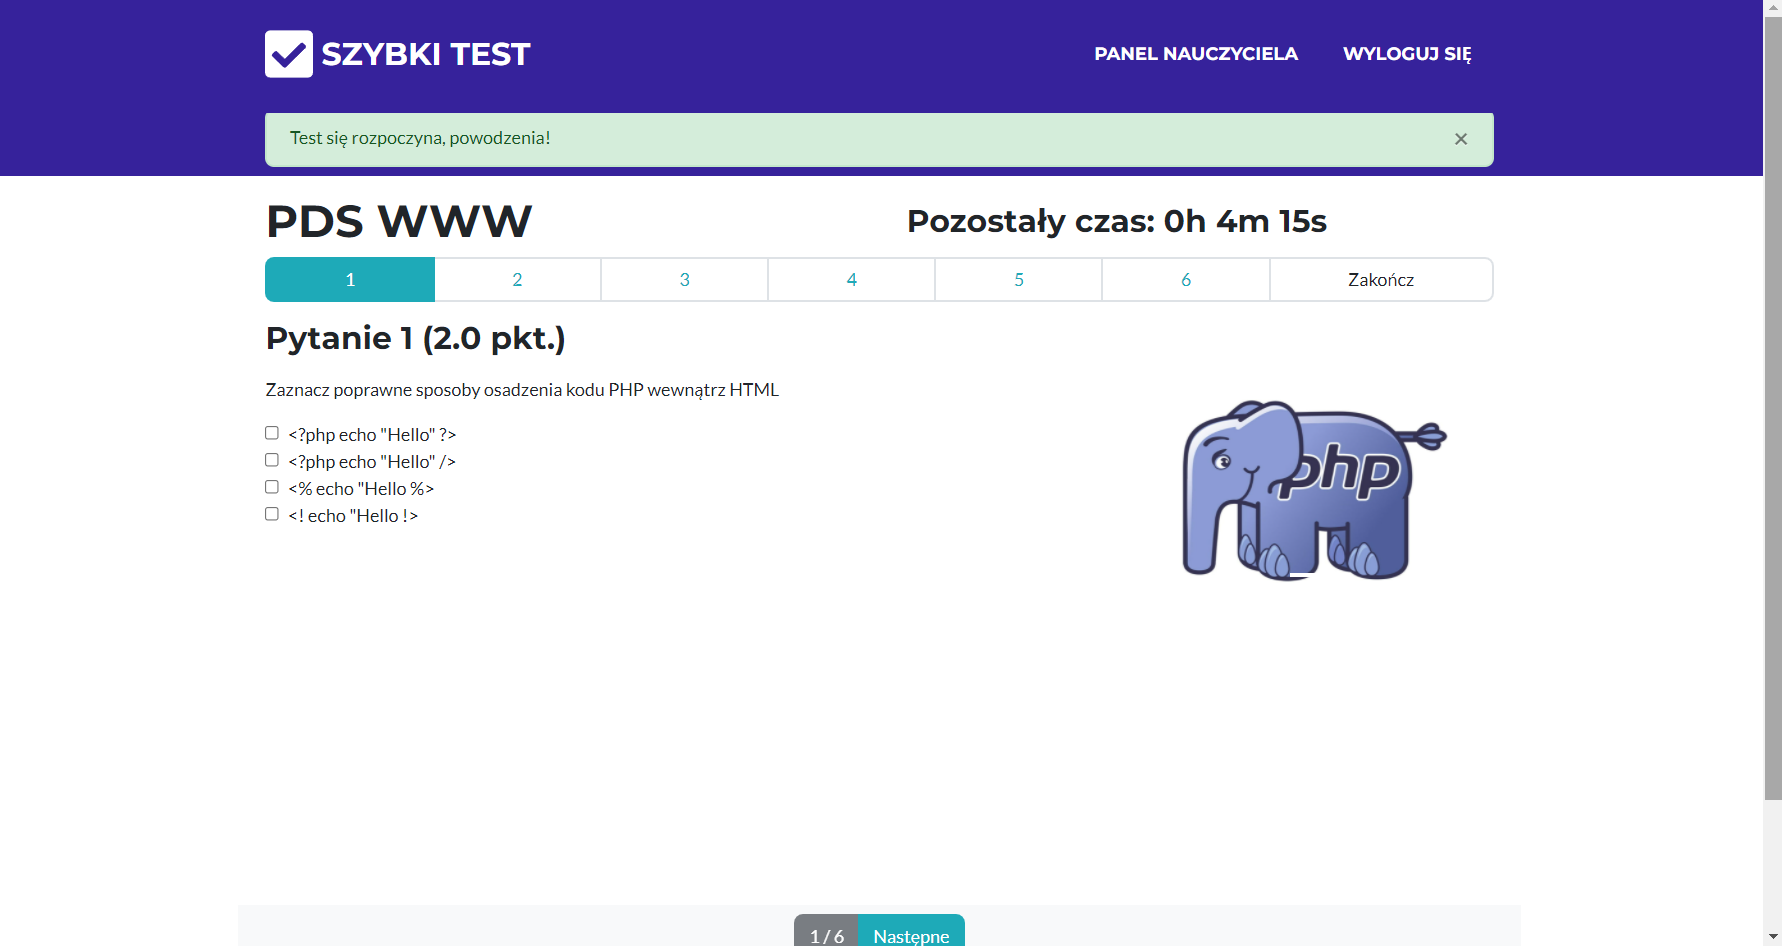 SZYBKI TEST
PANEL NAUCZYCIELA
WYLOGUJ SIĘ
Test się rozpoczyna, powodzenia!
×
PDS WWW
Pozostały czas: 0h 4m 15s
1
2
3
4
5
6
Zakończ
Pytanie 1 (2.0 pkt.)
Zaznacz poprawne sposoby osadzenia kodu PHP wewnątrz HTML
<?php echo "Hello" ?>
<?php echo "Hello" />
<% echo "Hello %>
<! echo "Hello !>
php
1 / 6
Następne